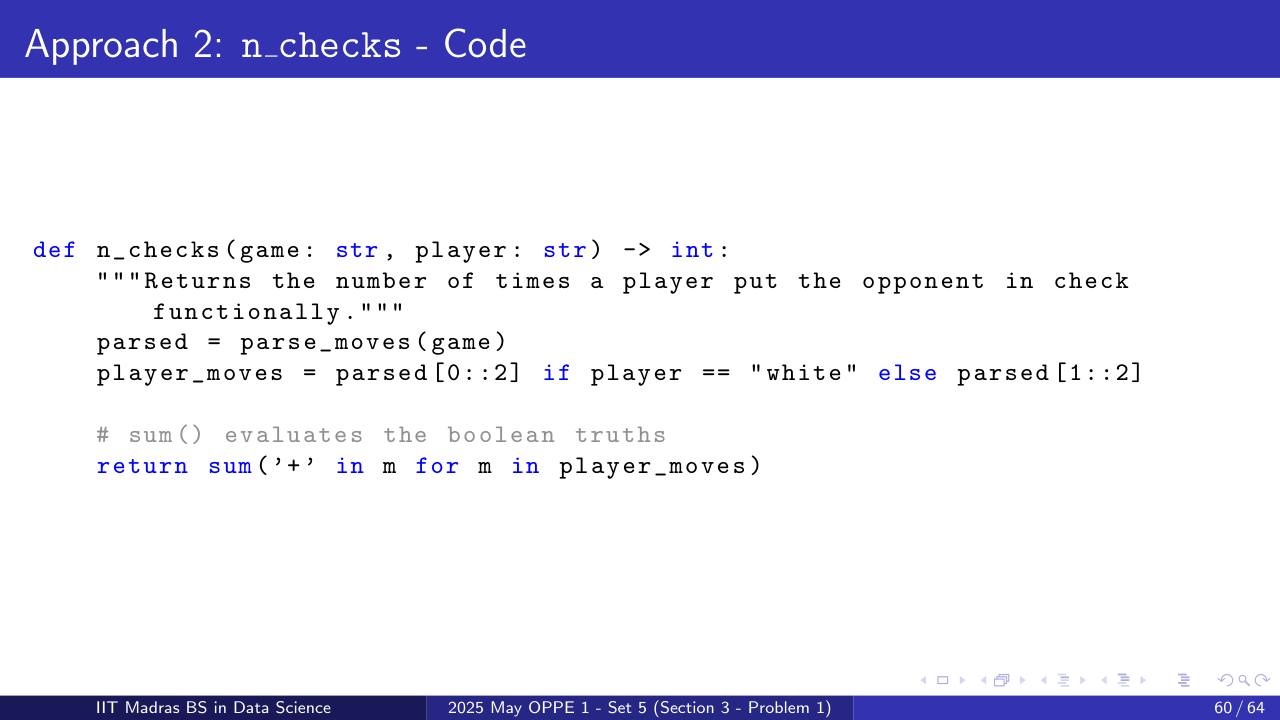 Approach 2: n_checks - Code
def n_checks(game: str, player: str) -> int:
    """Returns the number of times a player put the opponent in check
        functionally."""
    parsed = parse_moves(game)
    player_moves = parsed[0::2] if player == "white" else parsed[1::2]
    # sum() evaluates the boolean truths
    return sum('+' in m for m in player_moves)
IIT Madras BS in Data Science
2025 May OPPE 1 - Set 5 (Section 3 - Problem 1)
60 / 64